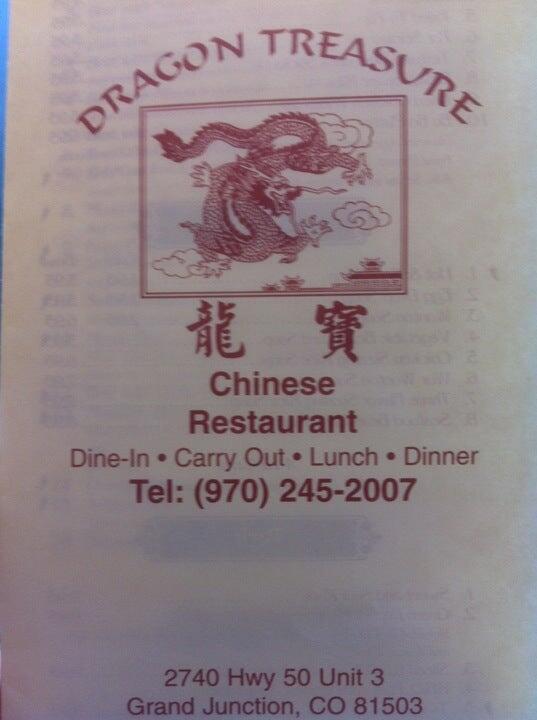 DRAGON TREASURE
龍 寶
Chinese
Restaurant
Dine-In • Carry Out • Lunch • Dinner
Tel: (970) 245-2007
2740 Hwy 50 Unit 3
Grand Junction, CO 81503